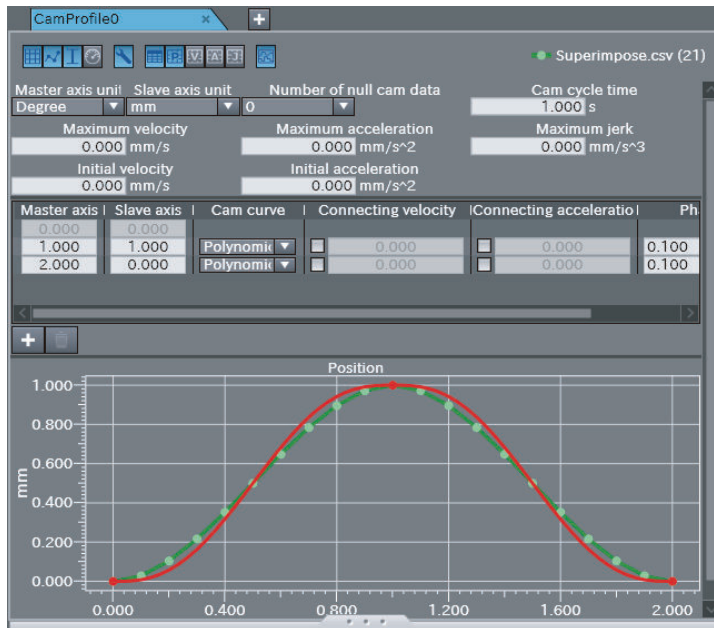 CamProfile0 × +
P V A J
Superimpose.csv (21)
Master axis unit Slave axis unit Number of null cam data Cam cycle time
Degree mm 0 1.000 s
Maximum velocity Maximum acceleration Maximum jerk
0.000 mm/s 0.000 mm/s^2 0.000 mm/s^3
Initial velocity Initial acceleration
0.000 mm/s 0.000 mm/s^2
Master axis | Slave axis | Cam curve | Connecting velocity | Connecting acceleratio | Pha
0.000 0.000
1.000 1.000 Polynomic 0.000 0.000 0.100
2.000 0.000 Polynomic 0.000 0.000 0.100
+
Position
1.000
0.800
0.600
mm
0.400
0.200
0.000
0.000 0.400 0.800 1.200 1.600 2.000